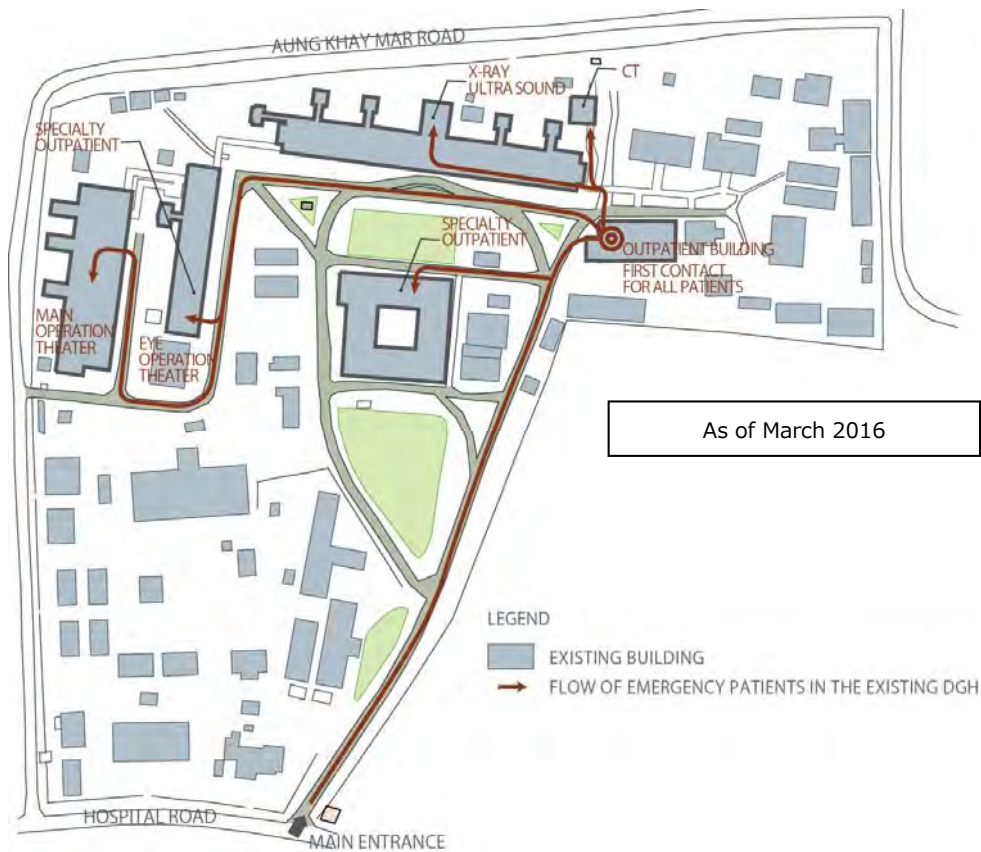 AUNG KHAY MAR ROAD
X-RAY
ULTRA SOUND
CT
SPECIALTY
OUTPATIENT
SPECIALTY
OUTPATIENT
OUTPATIENT BUILDING
FIRST CONTACT
FOR ALL PATIENTS
MAIN
OPERATION
THEATER
EYE
OPERATION
THEATER
As of March 2016
LEGEND
EXISTING BUILDING
FLOW OF EMERGENCY PATIENTS IN THE EXISTING DGH
HOSPITAL ROAD
MAIN ENTRANCE